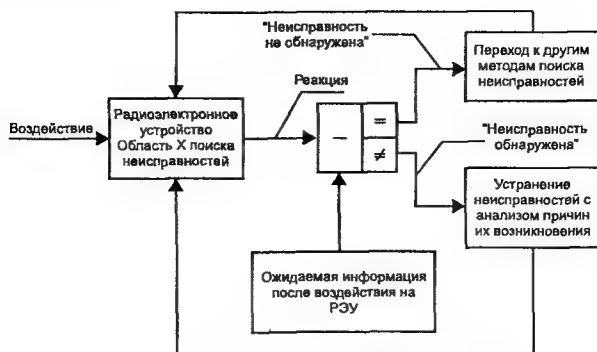 "Неисправность
не обнаружена"
Переход к другим
методам поиска
неисправностей
Реакция
Воздействие
Радиоэлектронное
устройство
Область X поиска
неисправностей
−
=
≠
"Неисправность
обнаружена"
Устранение
неисправностей с
анализом причин
их возникновения
Ожидаемая информация
после воздействия на
РЭУ